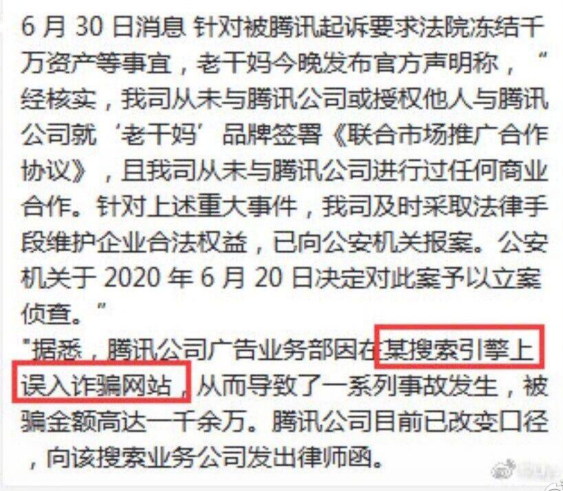 6 月 30 日消息 针对被腾讯起诉要求法院冻结千
万资产等事宜，老干妈今晚发布官方声明称，“
经核实，我司从未与腾讯公司或授权他人与腾讯
公司就‘老干妈’品牌签署《联合市场推广合作
协议》，且我司从未与腾讯公司进行过任何商业
合作。针对上述重大事件，我司及时采取法律手
段维护企业合法权益，已向公安机关报案。公安
机关于 2020 年 6 月 20 日决定对此案予以立案
侦查。”
"据悉，腾讯公司广告业务部因在某搜索引擎上
误入诈骗网站，从而导致了一系列事故发生，被
骗金额高达一千余万。腾讯公司目前已改变口径
，向该搜索业务公司发出律师函。